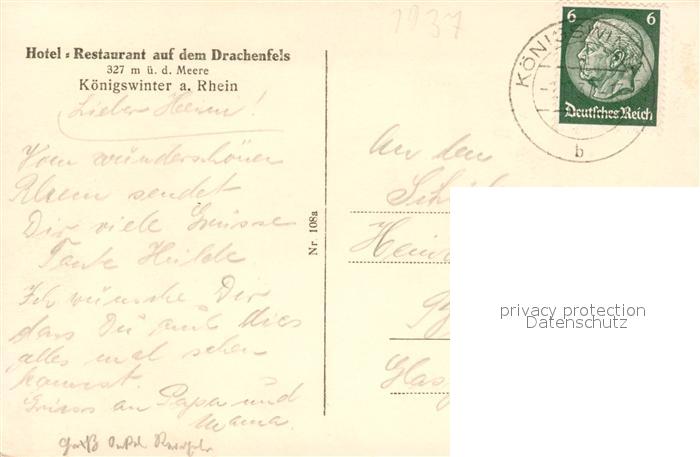 1937
Hotel-Restaurant auf dem Drachenfels
327 m ü. d. Meere
Königswinter a. Rhein
Lieber Heini!
Vom wunderschönen
Rhein sendet
Dir viele Grüsse
Tante Hilde
Ich wünsche Dir
dass Du auch dies
alles mal sehen
kannst.
Gruss an Papa und
Mama.
Nr. 108a
6 6
Deutsches Reich
b
An den
privacy protection
Datenschutz